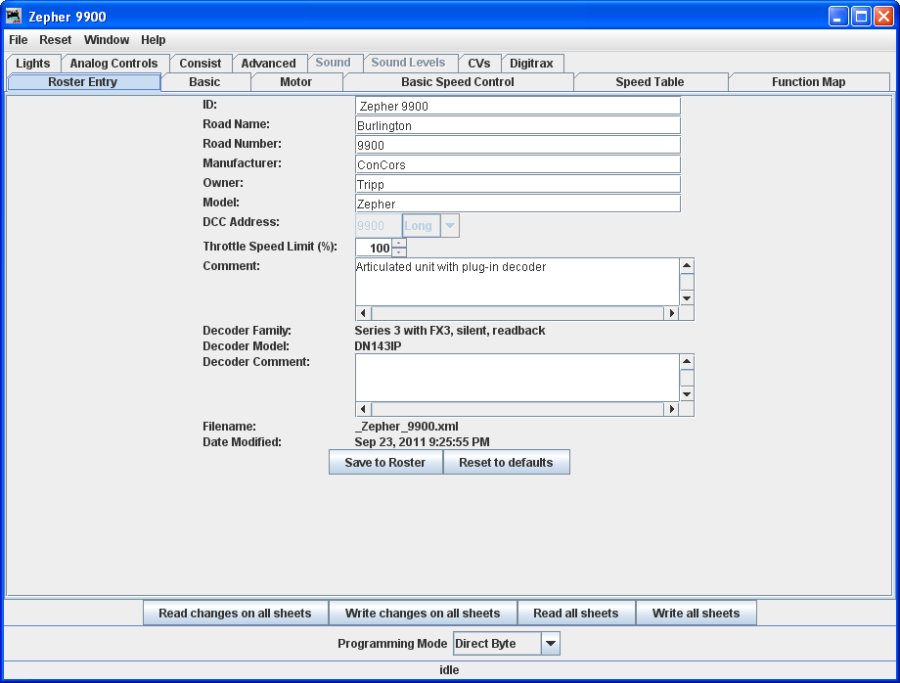 Zepher 9900
File Reset Window Help
Lights Analog Controls Consist Advanced Sound Sound Levels CVs Digitrax
Roster Entry Basic Motor Basic Speed Control Speed Table Function Map
ID: Zepher 9900
Road Name: Burlington
Road Number: 9900
Manufacturer: ConCors
Owner: Tripp
Model: Zepher
DCC Address: 9900 Long
Throttle Speed Limit (%): 100
Comment: Articulated unit with plug-in decoder
Decoder Family: Series 3 with FX3, silent, readback
Decoder Model: DN143IP
Decoder Comment:
Filename: _Zepher_9900.xml
Date Modified: Sep 23, 2011 9:25:55 PM
Save to Roster Reset to defaults
Read changes on all sheets Write changes on all sheets Read all sheets Write all sheets
Programming Mode Direct Byte
idle